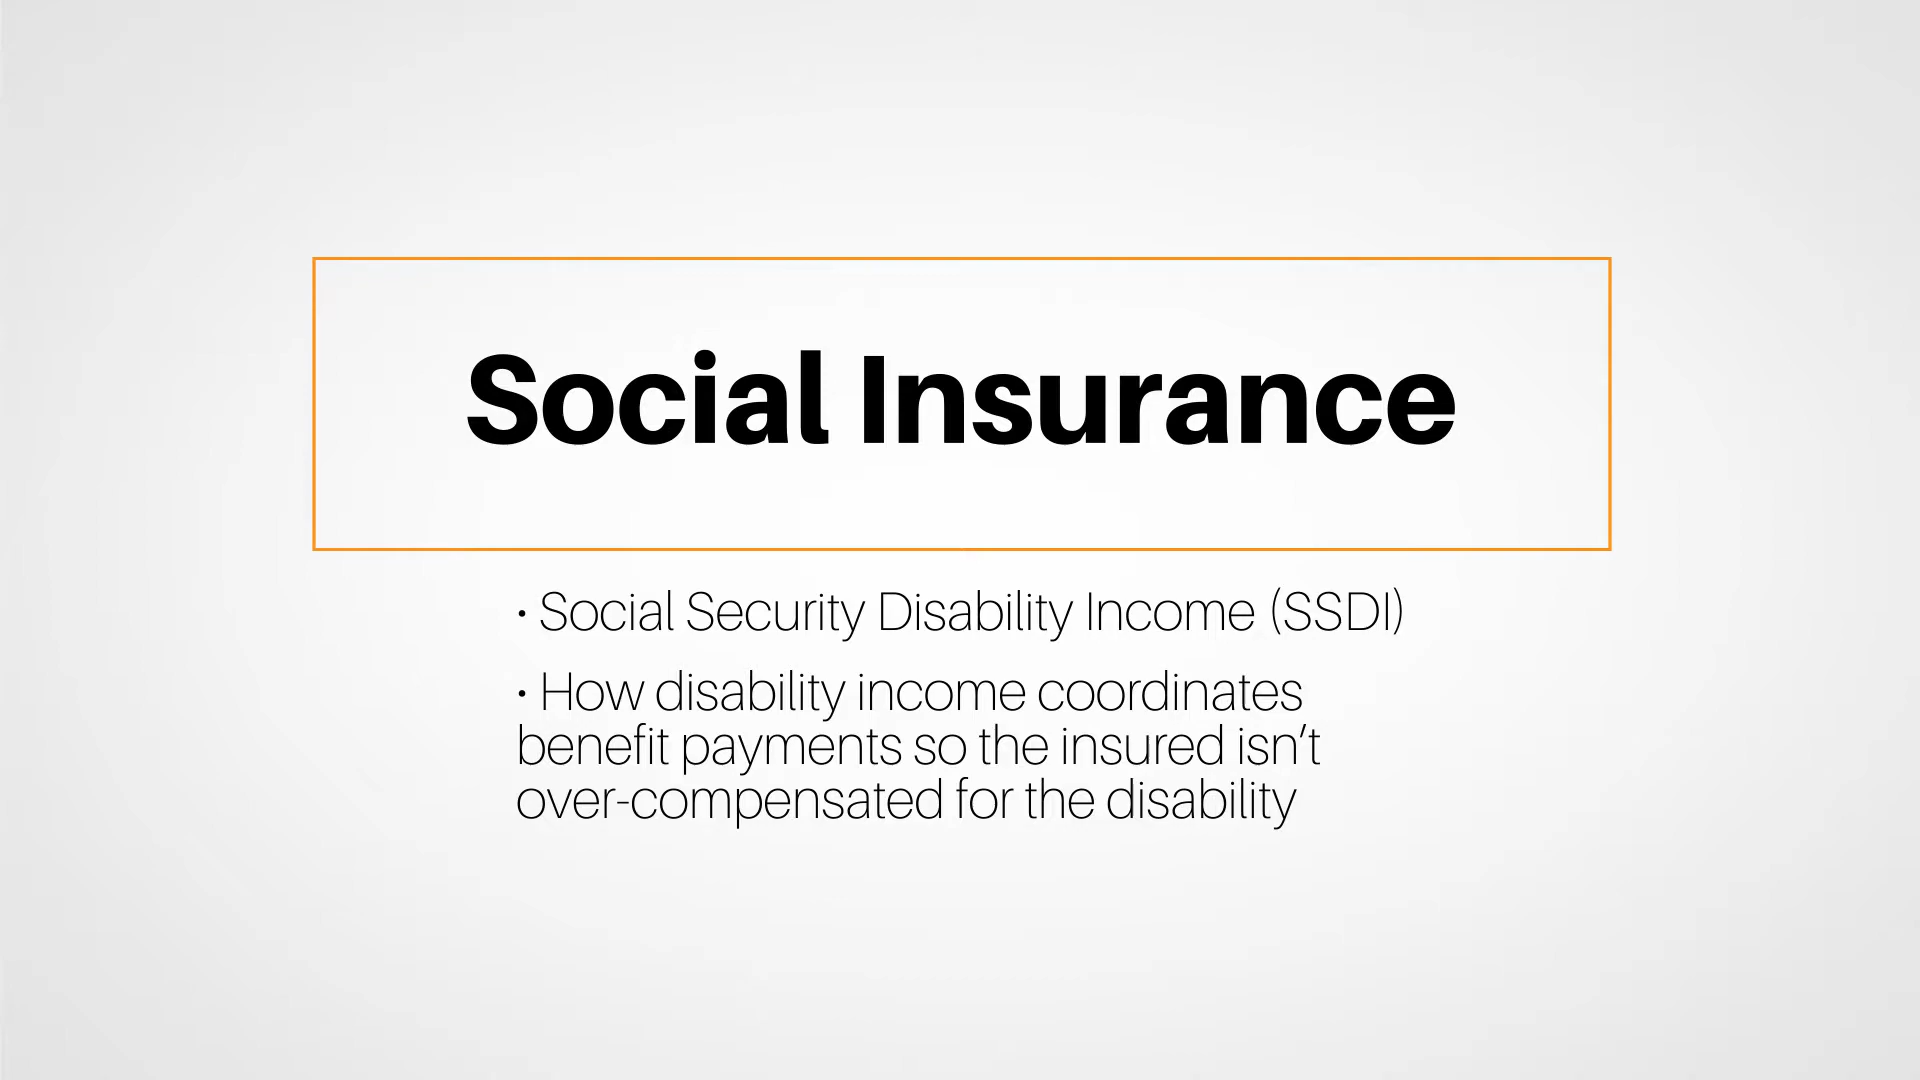 Social Insurance
• Social Security Disability Income (SSDI)
• How disability income coordinates
benefit payments so the insured isn’t
over-compensated for the disability